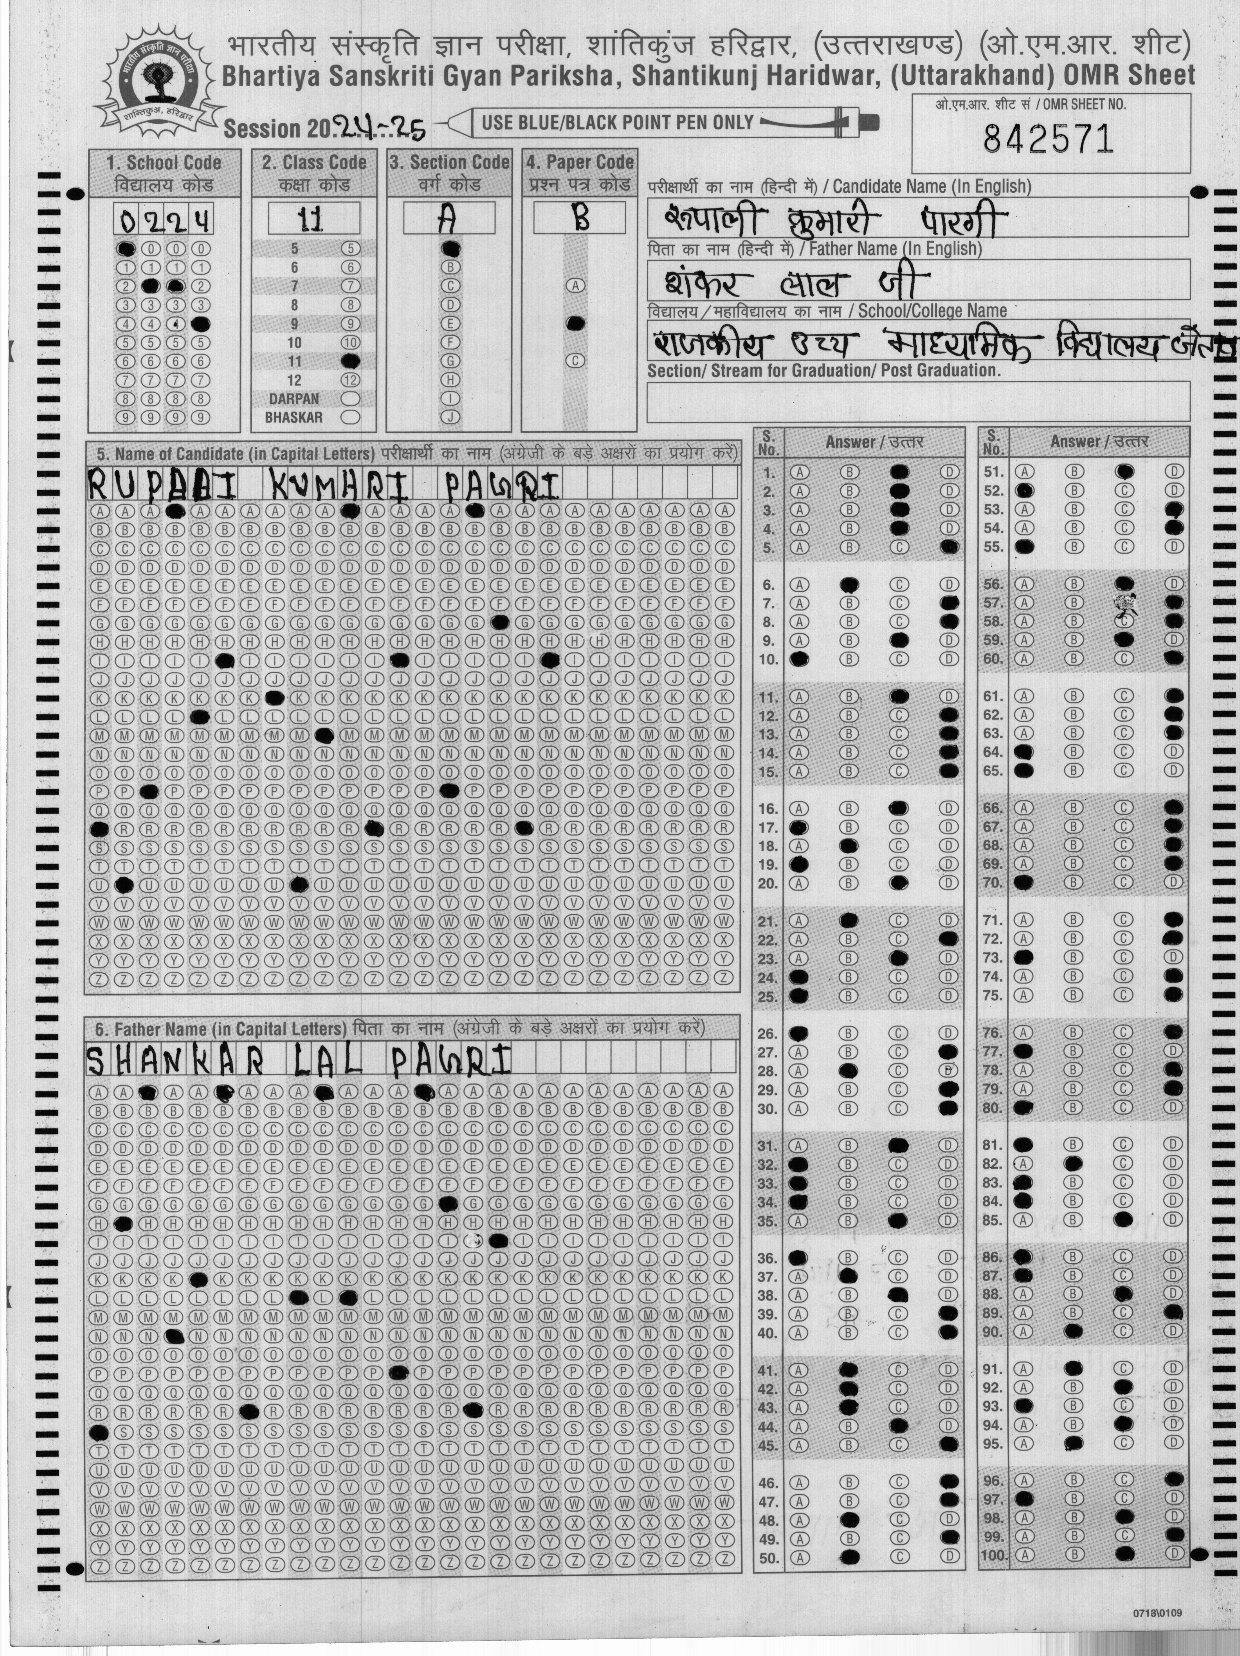 भारतीय संस्कृति ज्ञान परीक्षा, शांतिकुंज हरिद्वार, (उत्तराखण्ड) (ओ.एम.आर. शीट)
Bhartiya Sanskriti Gyan Pariksha, Shantikunj Haridwar, (Uttarakhand) OMR Sheet
Session 2024-25
USE BLUE/BLACK POINT PEN ONLY
ओ.एम.आर. शीट सं / OMR SHEET NO.
842571
1. School Code
विद्यालय कोड
0224
2. Class Code
कक्षा कोड
11
5
6
7
8
9
10
11
12
DARPAN
BHASKAR
3. Section Code
वर्ग कोड
A
4. Paper Code
प्रश्न पत्र कोड
B
परीक्षार्थी का नाम (हिन्दी में) / Candidate Name (In English)
रूपाली कुमारी पारगी
पिता का नाम (हिन्दी में) / Father Name (In English)
शंकर लाल जी
विद्यालय / महाविद्यालय का नाम / School/College Name
राजकीय उच्च माध्यमिक विद्यालय
Section/ Stream for Graduation/ Post Graduation.
5. Name of Candidate (in Capital Letters) परीक्षार्थी का नाम (अंग्रेजी के बड़े अक्षरों का प्रयोग करें)
KUMARI PAGRI
6. Father Name (in Capital Letters) पिता का नाम (अंग्रेजी के बड़े अक्षरों का प्रयोग करें)
SHANKAR LAL PAGRI
S. No. Answer / उत्तर
S. No. Answer / उत्तर
0718\0109